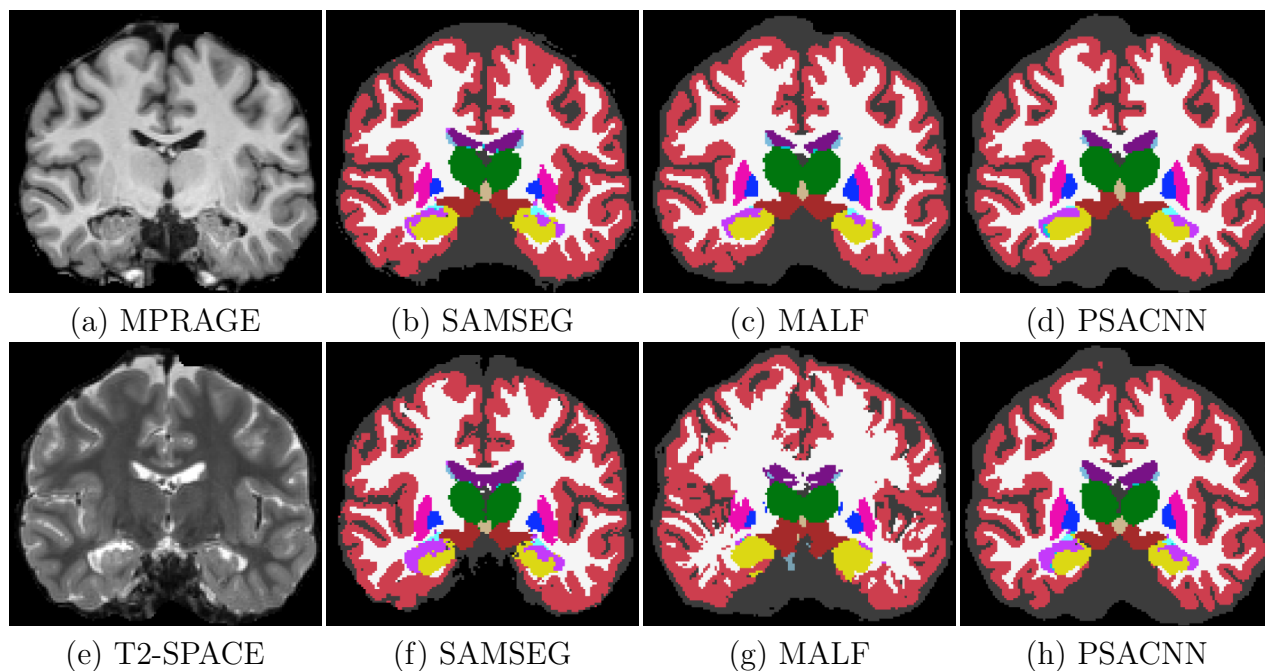 (a) MPRAGE (b) SAMSEG (c) MALF (d) PSACNN
(e) T2-SPACE (f) SAMSEG (g) MALF (h) PSACNN